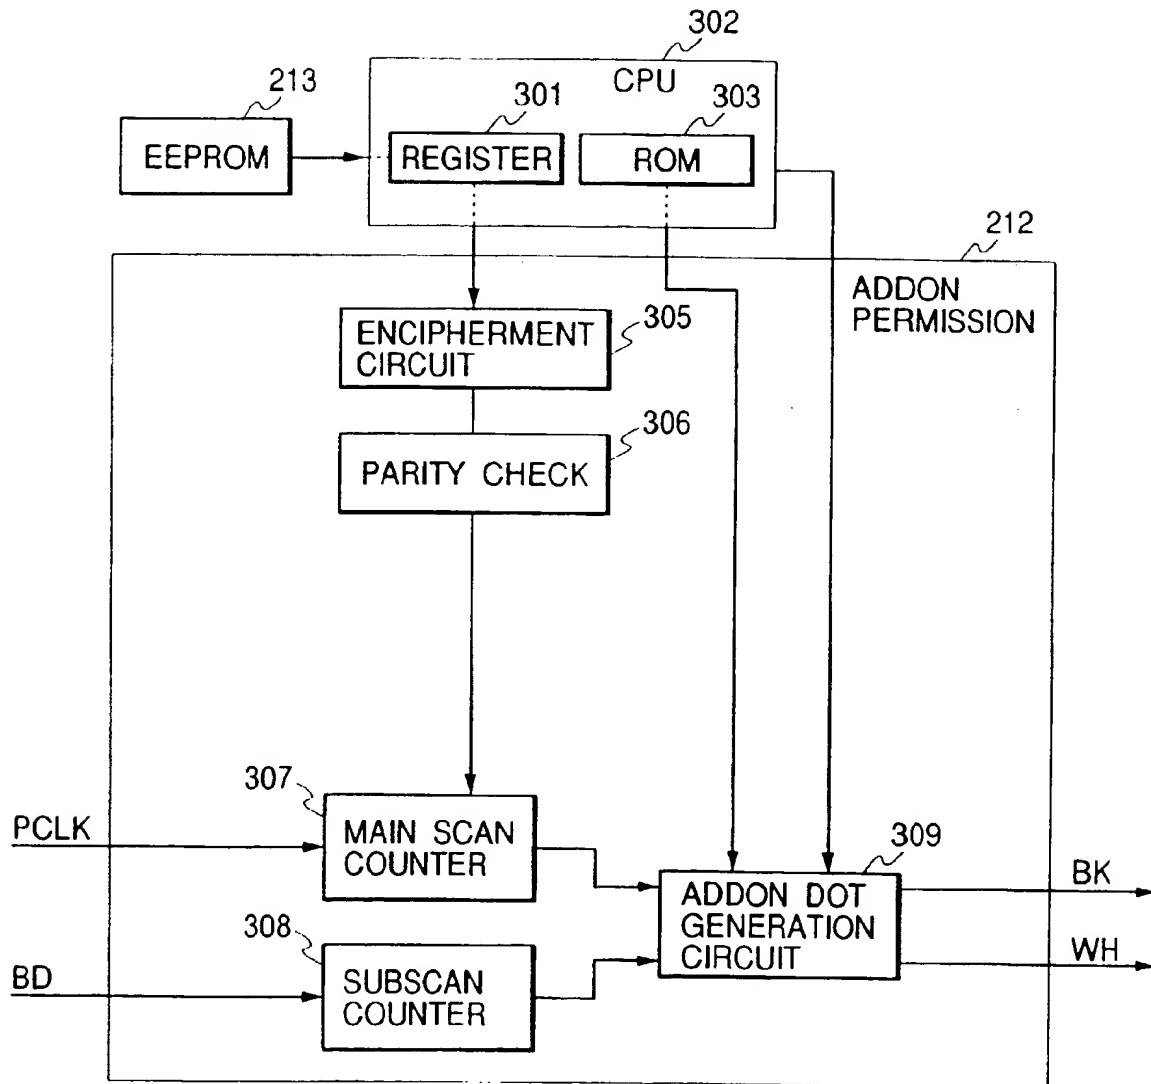 302
CPU
213
301
303
EEPROM
REGISTER
ROM
212
ADDON
PERMISSION
ENCIPHERMENT
CIRCUIT
305
306
PARITY CHECK
307
PCLK
MAIN SCAN
COUNTER
309
ADDON DOT
GENERATION
CIRCUIT
BK
WH
308
BD
SUBSCAN
COUNTER